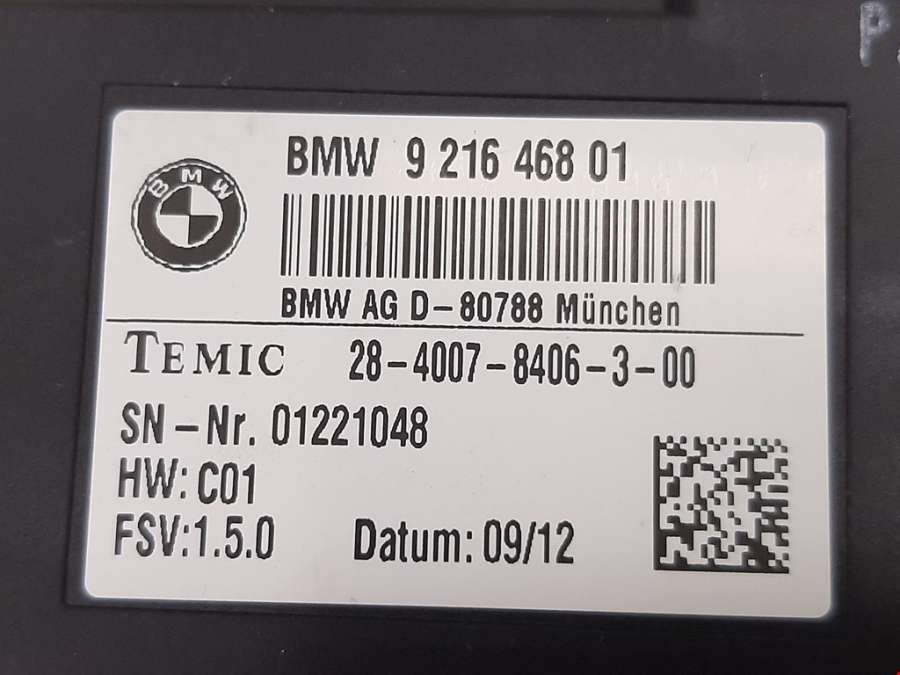 BMW 9 216 468 01
BMW
BMW AG D-80788 München
TEMIC 28-4007-8406-3-00
SN-Nr. 01221048
HW: C01
FSV:1.5.0 Datum: 09/12
P